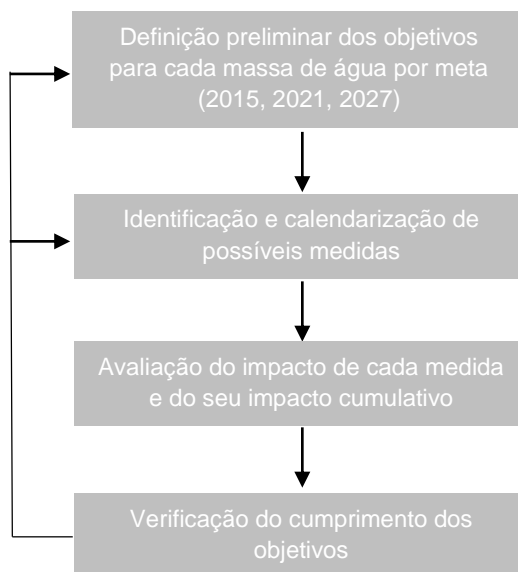 Definição preliminar dos objetivos
para cada massa de água por meta
(2015, 2021, 2027)
Identificação e calendarização de
possíveis medidas
Avaliação do impacto de cada medida
e do seu impacto cumulativo
Verificação do cumprimento dos
objetivos